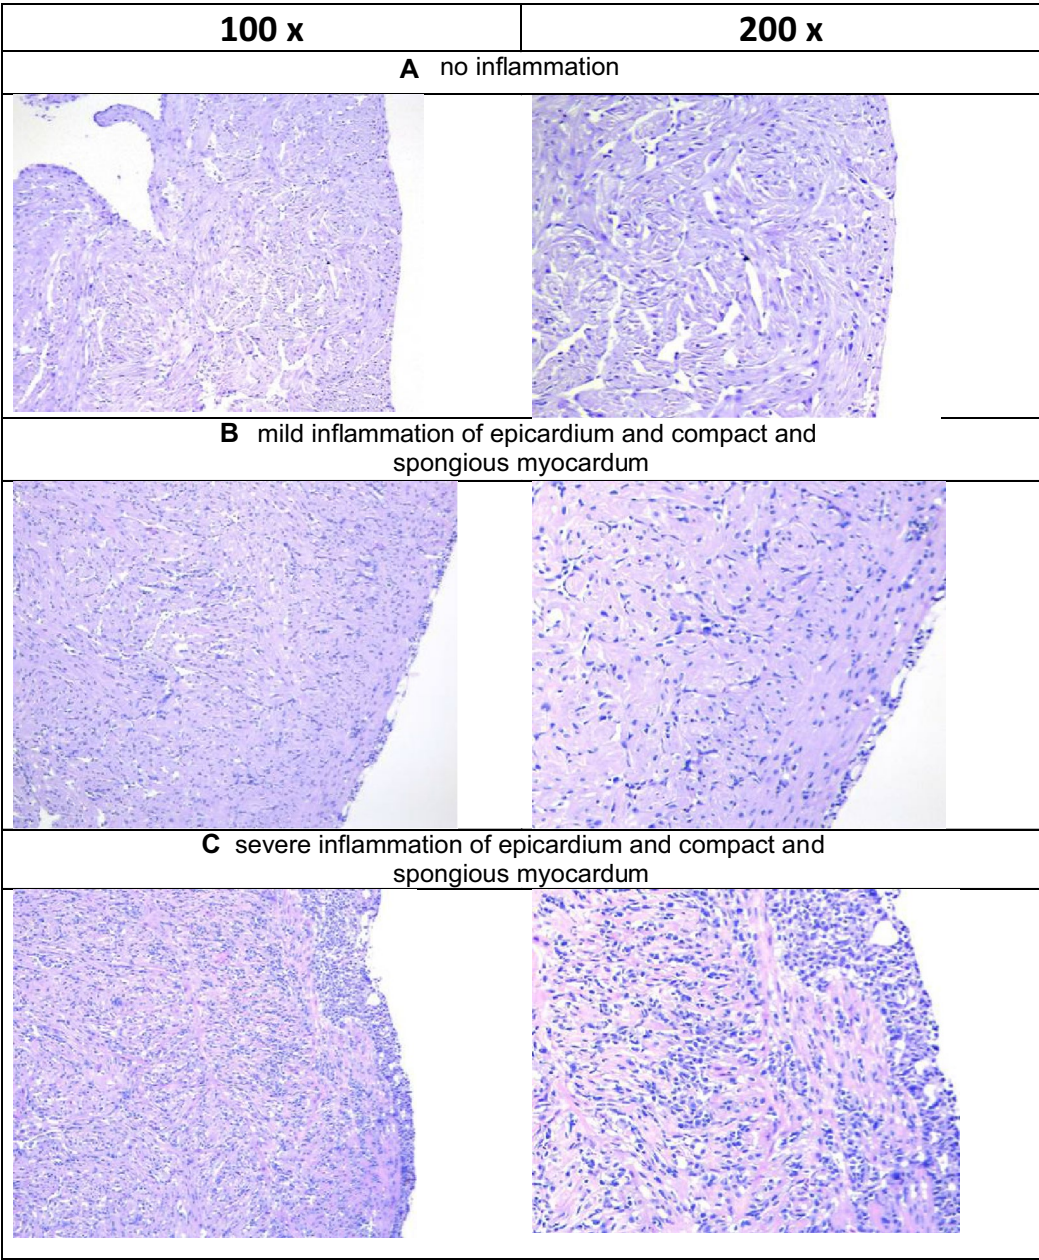 100 x
200 x
A no inflammation
B mild inflammation of epicardium and compact and
spongious myocardum
C severe inflammation of epicardium and compact and
spongious myocardum